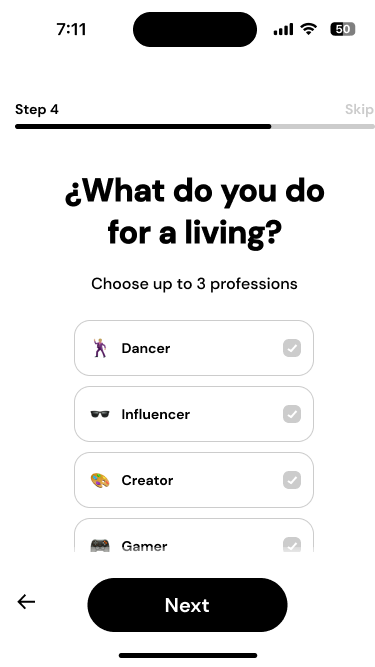 7:11
50
Step 4
Skip
¿What do you do
for a living?
Choose up to 3 professions
Dancer
Influencer
Creator
Gamer
Next